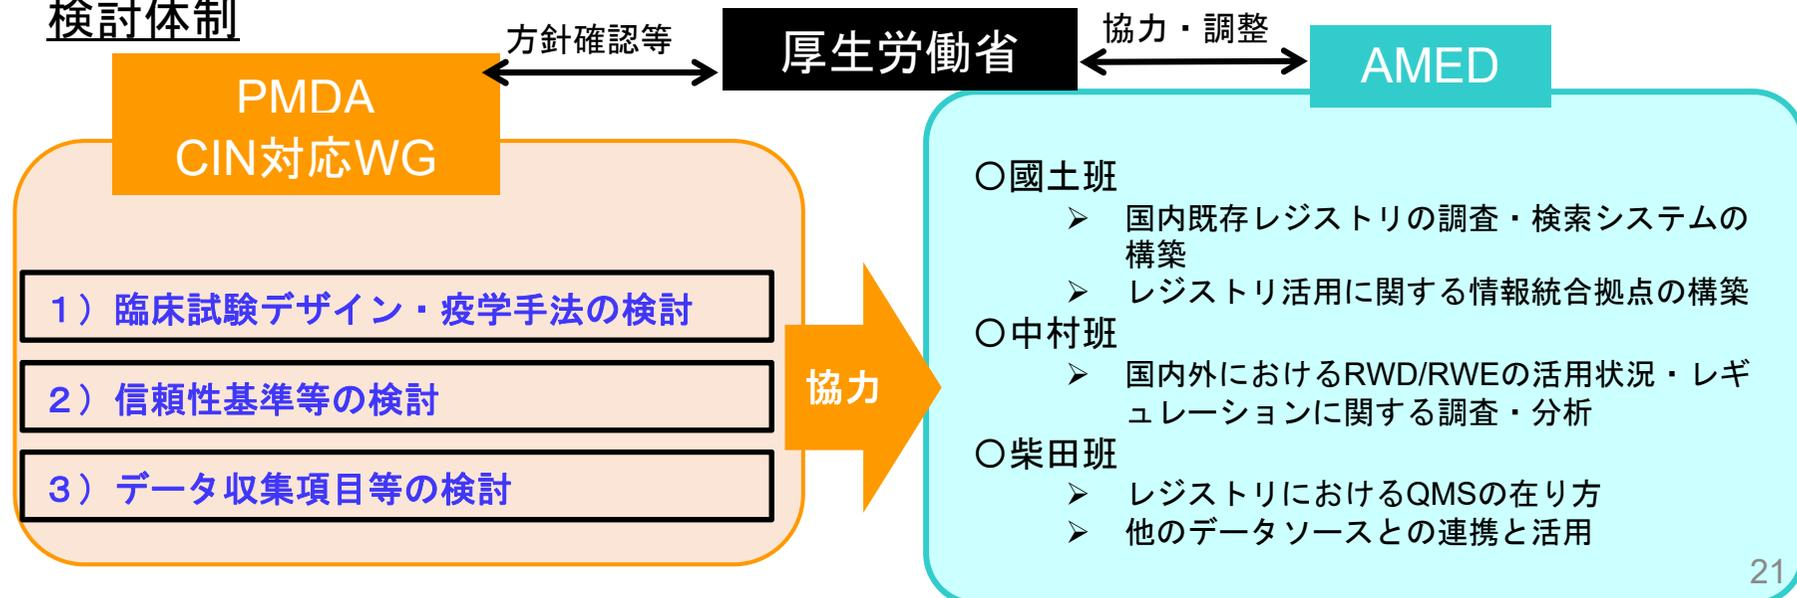 検討体制
方針確認等
厚生労働省
協力・調整
AMED
PMDA
CIN対応WG
１）臨床試験デザイン・疫学手法の検討
２）信頼性基準等の検討
３）データ収集項目等の検討
協力
〇國土班
➢ 国内既存レジストリの調査・検索システムの
構築
➢ レジストリ活用に関する情報統合拠点の構築
〇中村班
➢ 国内外におけるRWD/RWEの活用状況・レギ
ュレーションに関する調査・分析
〇柴田班
➢ レジストリにおけるQMSの在り方
➢ 他のデータソースとの連携と活用
21